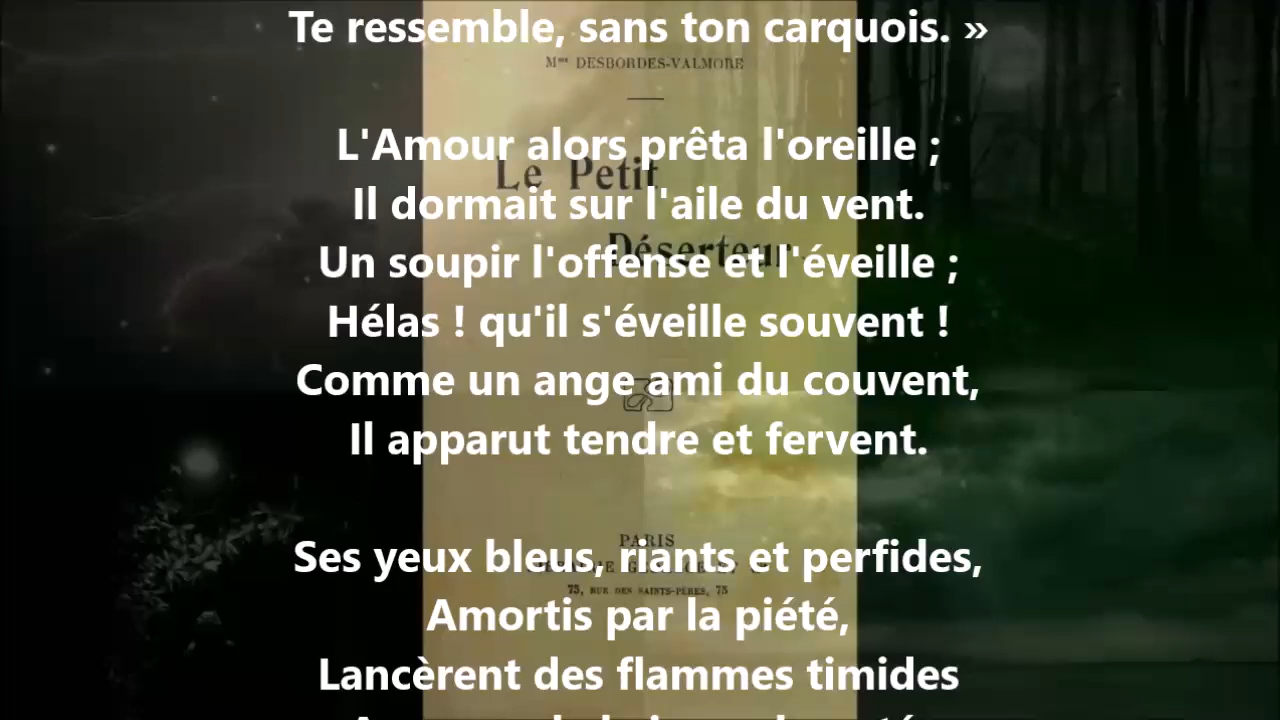 Te ressemble, sans ton carquois. »
Mme DESBORDES-VALMORE
L'Amour alors prêta l'oreille ;
Le Petit
Il dormait sur l'aile du vent.
Déserteur
Un soupir l'offense et l'éveille ;
Hélas ! qu'il s'éveille souvent !
Comme un ange ami du couvent,
Il apparut tendre et fervent.
PARIS
Ses yeux bleus, riants et perfides,
75, RUE DES SAINTS-PÈRES, 75
Amortis par la piété,
Lancèrent des flammes timides